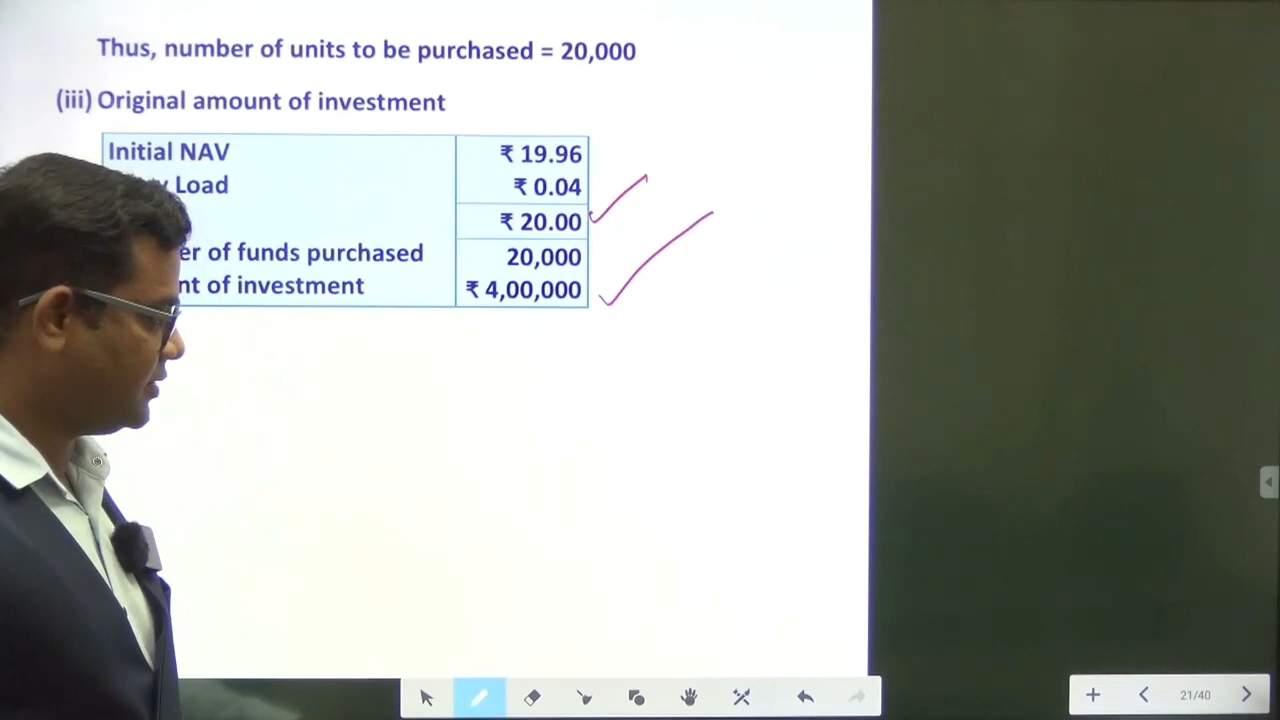 Thus, number of units to be purchased = 20,000
(iii) Original amount of investment
Initial NAV ₹ 19.96
Load ₹ 0.04
₹ 20.00
er of funds purchased 20,000
nt of investment ₹ 4,00,000
21/40